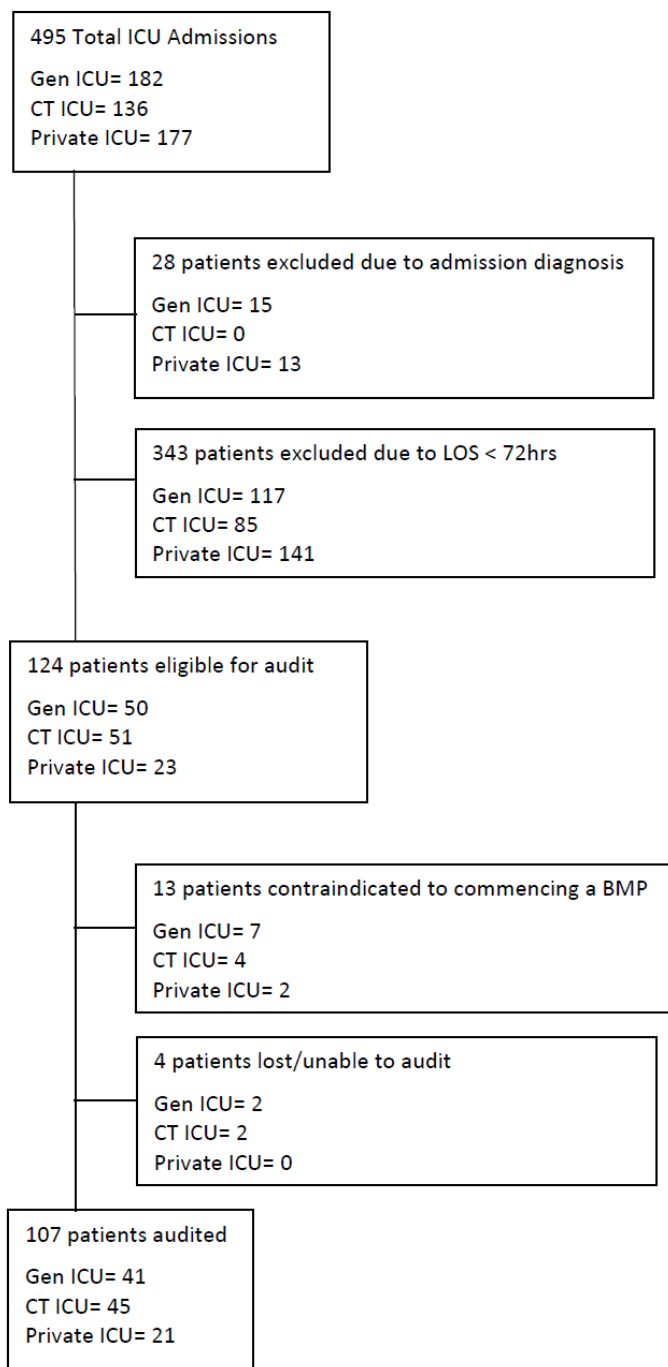 495 Total ICU Admissions
Gen ICU= 182
CT ICU= 136
Private ICU= 177
28 patients excluded due to admission diagnosis
Gen ICU= 15
CT ICU= 0
Private ICU= 13
343 patients excluded due to LOS < 72hrs
Gen ICU= 117
CT ICU= 85
Private ICU= 141
124 patients eligible for audit
Gen ICU= 50
CT ICU= 51
Private ICU= 23
13 patients contraindicated to commencing a BMP
Gen ICU= 7
CT ICU= 4
Private ICU= 2
4 patients lost/unable to audit
Gen ICU= 2
CT ICU= 2
Private ICU= 0
107 patients audited
Gen ICU= 41
CT ICU= 45
Private ICU= 21